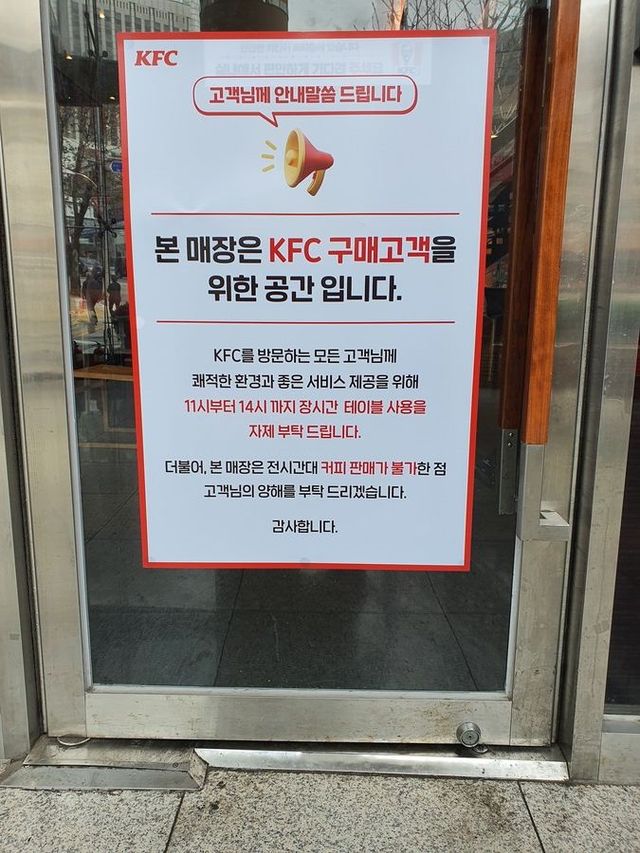 KFC
고객님께 안내말씀 드립니다
본 매장은 KFC 구매고객을
위한 공간 입니다.
KFC를 방문하는 모든 고객님께
쾌적한 환경과 좋은 서비스 제공을 위해
11시부터 14시 까지 장시간 테이블 사용을
자제 부탁 드립니다.
더불어, 본 매장은 전시간대 커피 판매가 불가한 점
고객님의 양해를 부탁 드리겠습니다.
감사합니다.